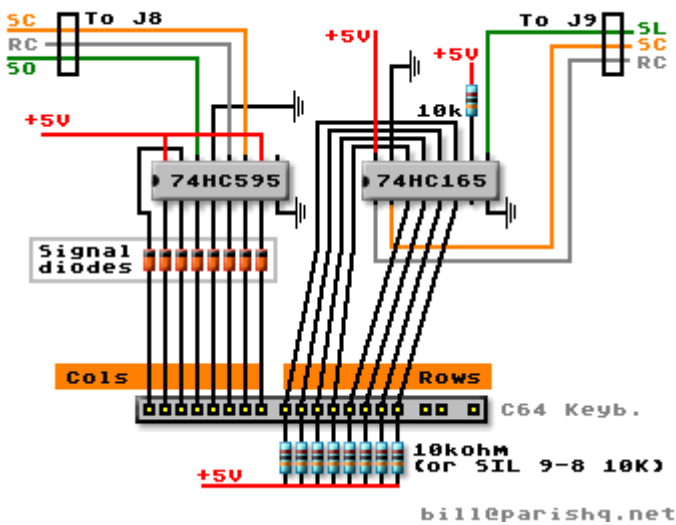 SC
To J8
RC
SO
+5V
To J9
SL
SC
RC
+5V
+5V
10k
74HC595
74HC165
Signal
diodes
Cols
Rows
C64 Keyb.
10kohm
(or SIL 9-8 10K)
+5V
bill@parishq.net